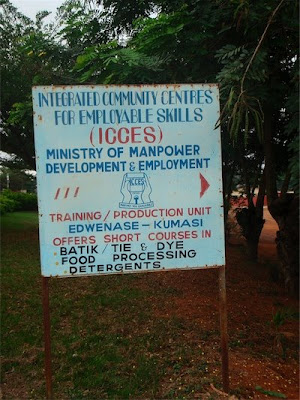 INTEGRATED COMMUNITY CENTRES
FOR EMPLOYABLE SKILLS
(ICCES)
MINISTRY OF MANPOWER
DEVELOPMENT & EMPLOYMENT
ICCES
TRAINING / PRODUCTION UNIT
EDWENASE - KUMASI
OFFERS SHORT COURSES IN
BATIK / TIE & DYE
FOOD PROCESSING
DETERGENTS.